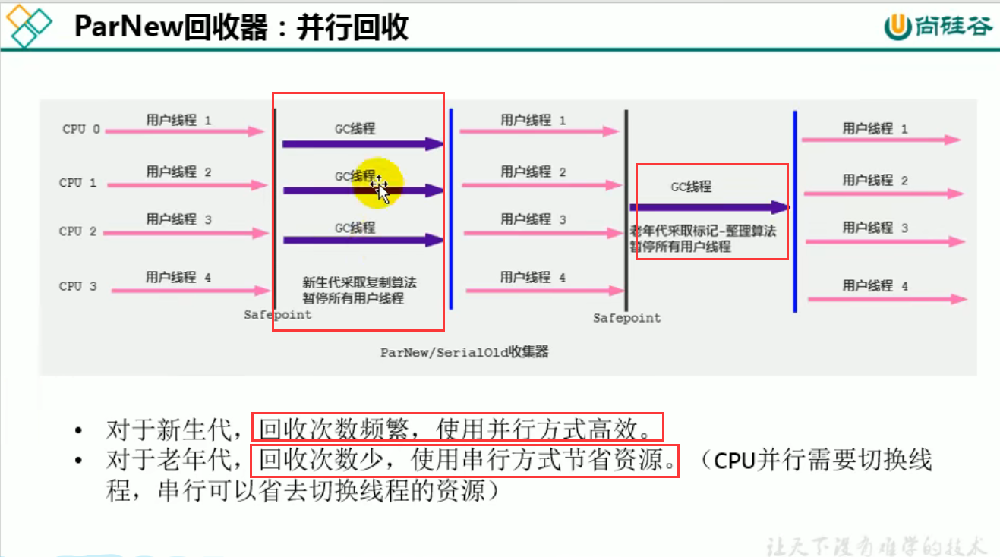 ParNew回收器：并行回收
尚硅谷
CPU 0
用户线程 1
GC线程
用户线程 1
用户线程 1
CPU 1
用户线程 2
GC线程
用户线程 2
GC线程
用户线程 2
CPU 2
用户线程 3
GC线程
用户线程 3
老年代采取标记-整理算法
暂停所有用户线程
用户线程 3
CPU 3
用户线程 4
新生代采取复制算法
暂停所有用户线程
用户线程 4
用户线程 4
Safepoint
Safepoint
ParNew/SerialOld收集器
• 对于新生代，回收次数频繁，使用并行方式高效。
• 对于老年代，回收次数少，使用串行方式节省资源。（CPU并行需要切换线
程，串行可以省去切换线程的资源）
让天下没有难学的技术